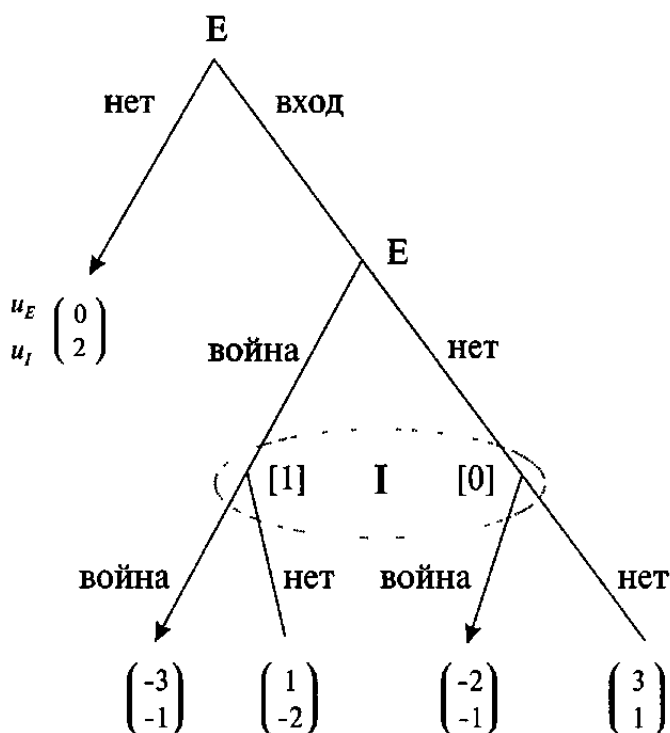 E
нет вход
E
u_E 0
u_I 2
война нет
[1] I [0]
война нет война нет
-3 1 -2 3
-1 -2 -1 1